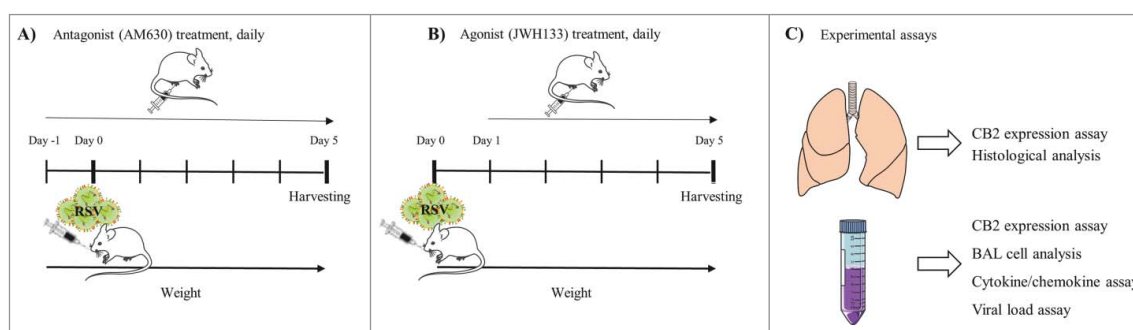 A) Antagonist (AM630) treatment, daily
Day -1 Day 0 Day 5
Harvesting
RSV
Weight
B) Agonist (JWH133) treatment, daily
Day 0 Day 1 Day 5
Harvesting
RSV
Weight
C) Experimental assays
CB2 expression assay
Histological analysis
CB2 expression assay
BAL cell analysis
Cytokine/chemokine assay
Viral load assay